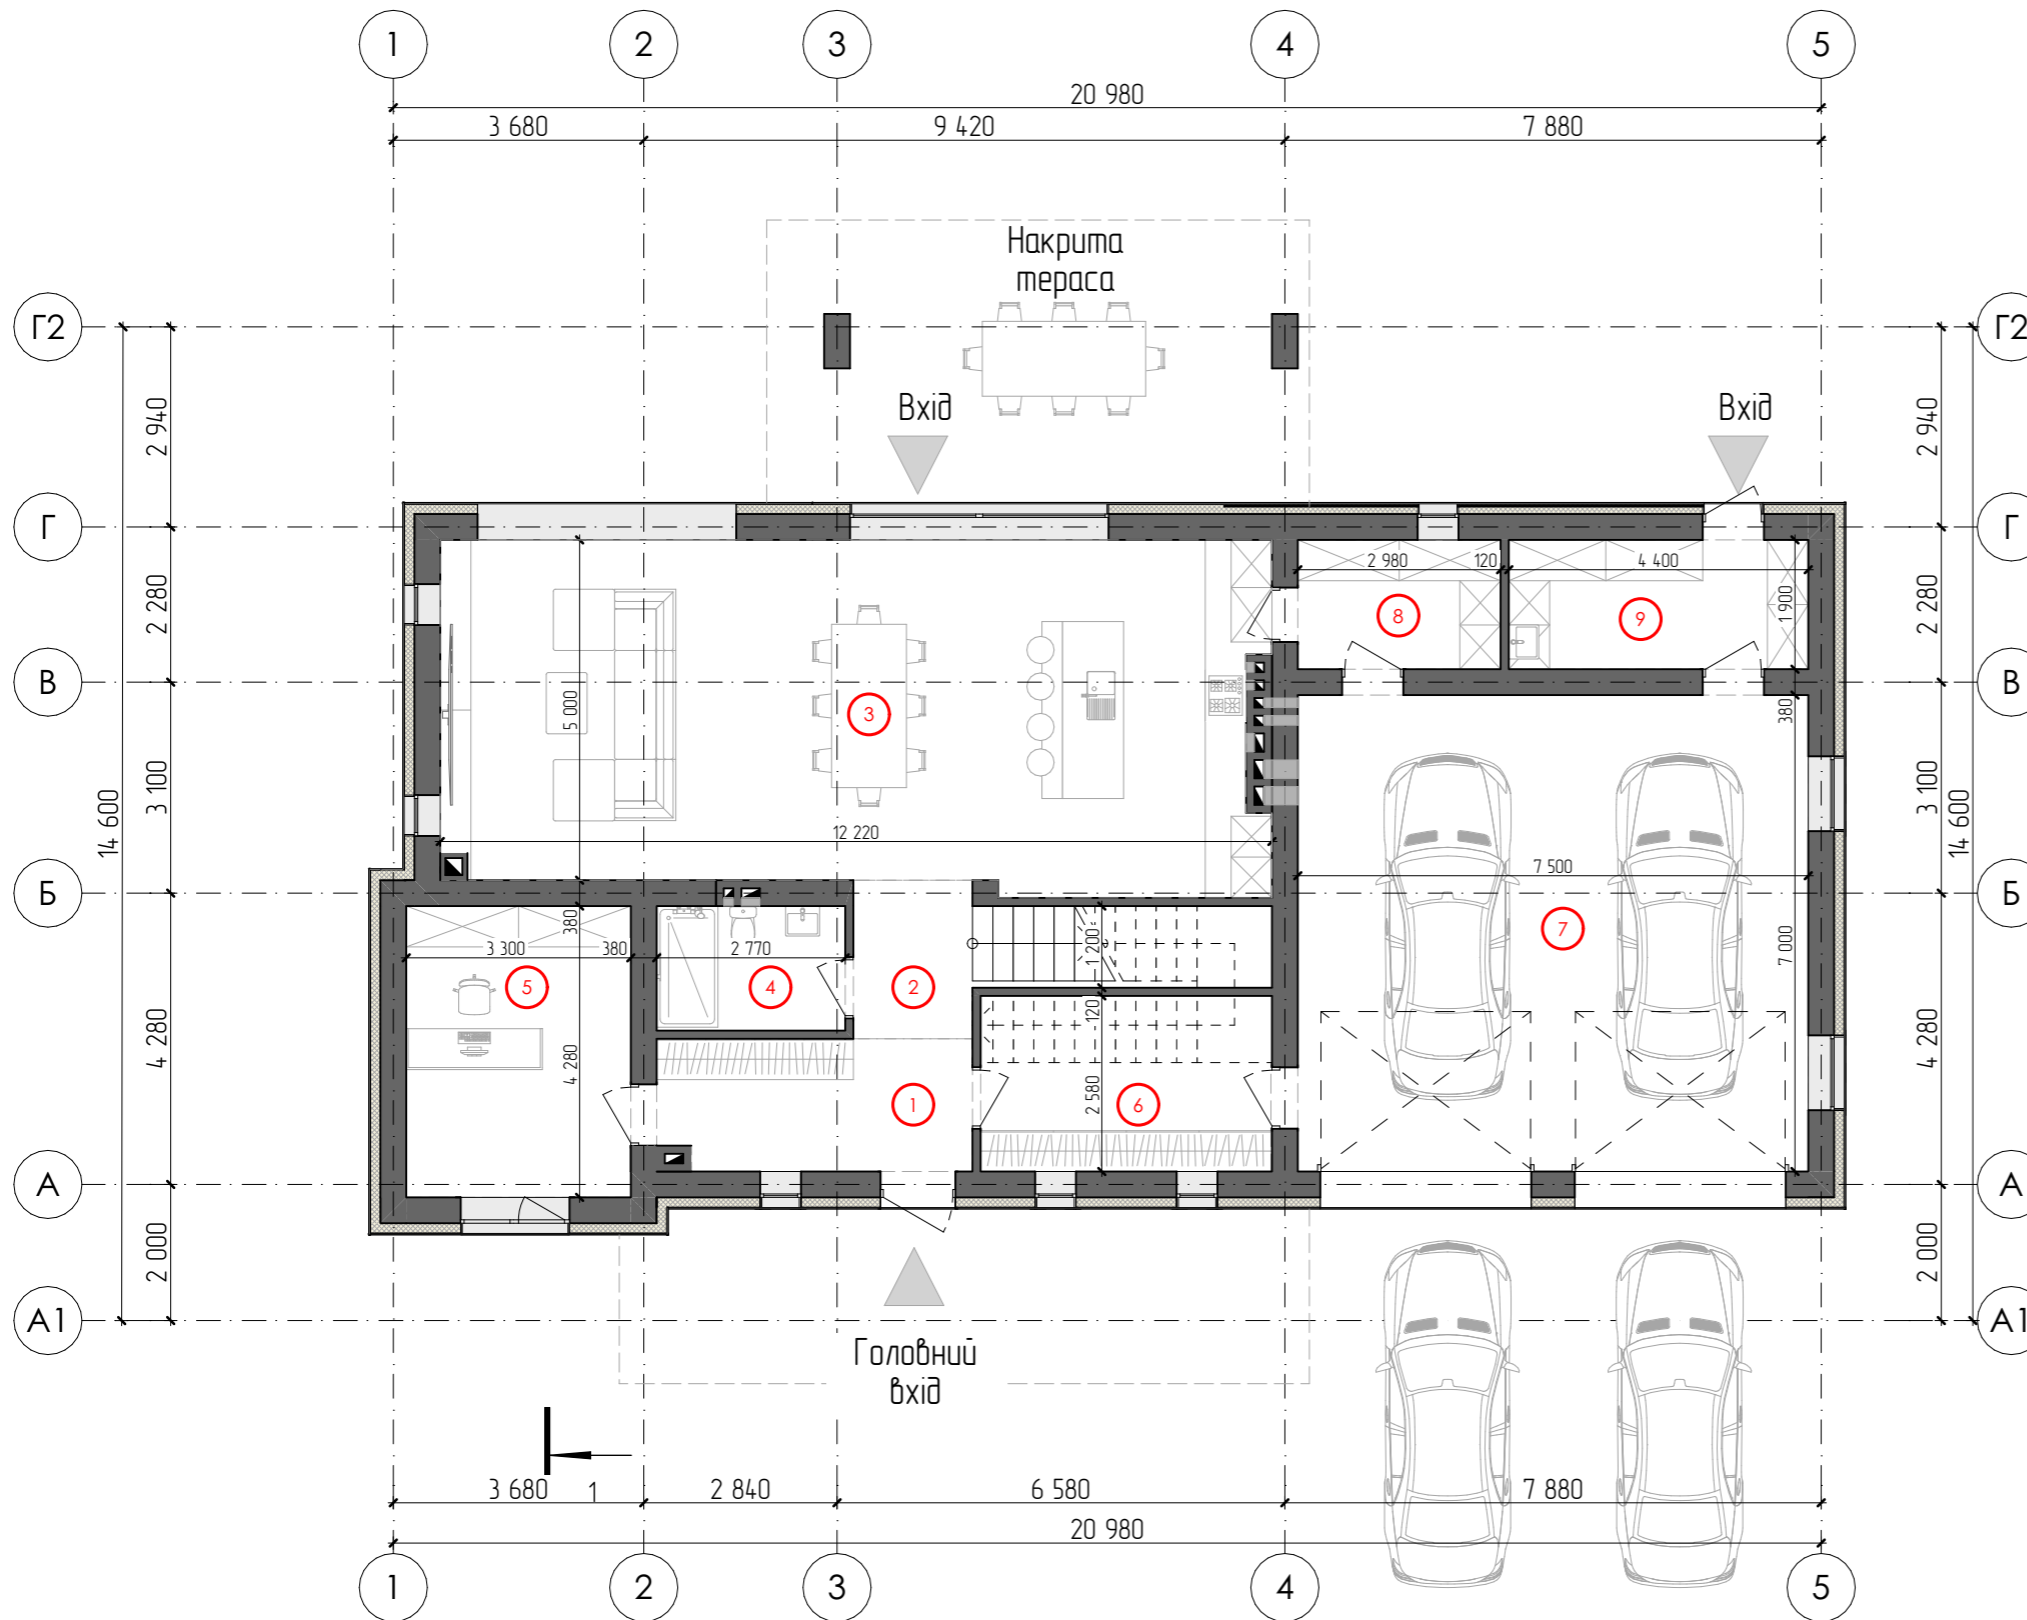 1 2 3 4 5
20 980
3 680 9 420 7 880
Накрита
тераса
Г2 Г2
Вхід Вхід
2 940 2 940
Г Г
2 980 120 4 400
2 280 8 9 1 900 2 280
В В
5 000 3 380
14 600 3 100 12 220 3 100 14 600
7 500
Б Б
380
3 300 380 2 770 1 200 7 7 000
5 4 2
120
4 280 4 280 2 580 1 6 4 280
А А
2 000 2 000
А1 А1
Головний
вхід
3 680 1 2 840 6 580 7 880
20 980
1 2 3 4 5